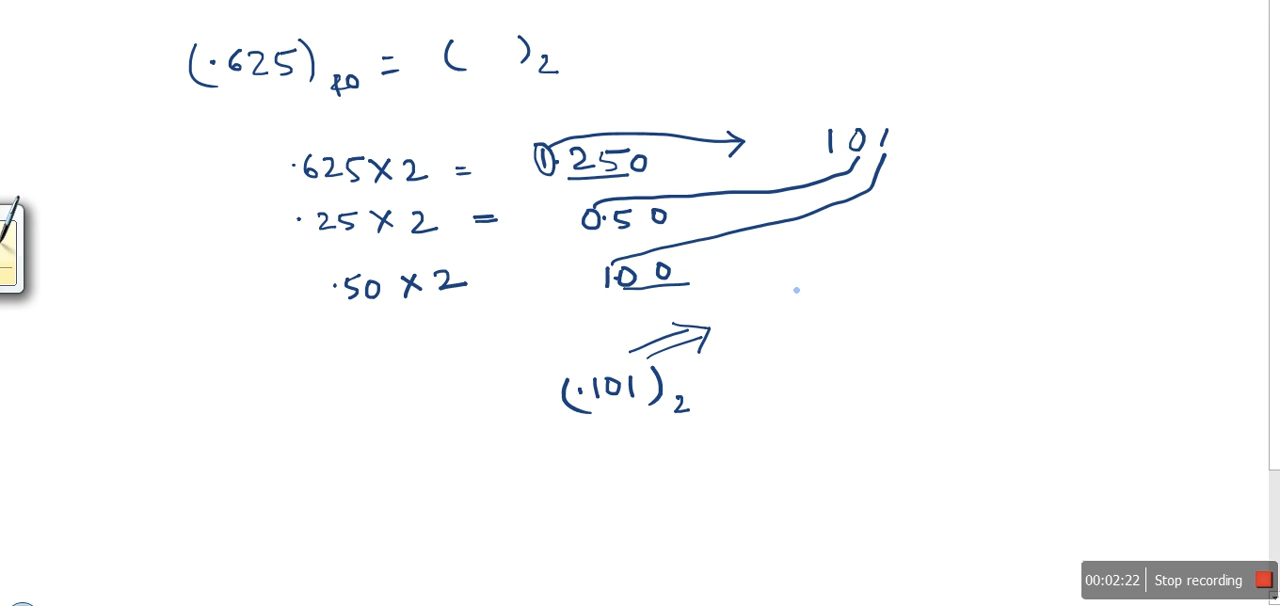 (.625)10 = ( )2
.625 × 2 = 1.250 101
.25 × 2 = 0.50
.50 × 2 1.00
(.101)2
00:02:22 Stop recording